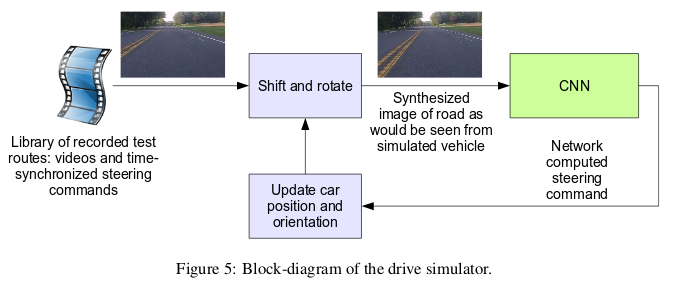 Shift and rotate
CNN
Library of recorded test
routes: videos and time-
synchronized steering
commands
Synthesized
image of road as
would be seen from
simulated vehicle
Network
computed
steering
command
Update car
position and
orientation
Figure 5: Block-diagram of the drive simulator.